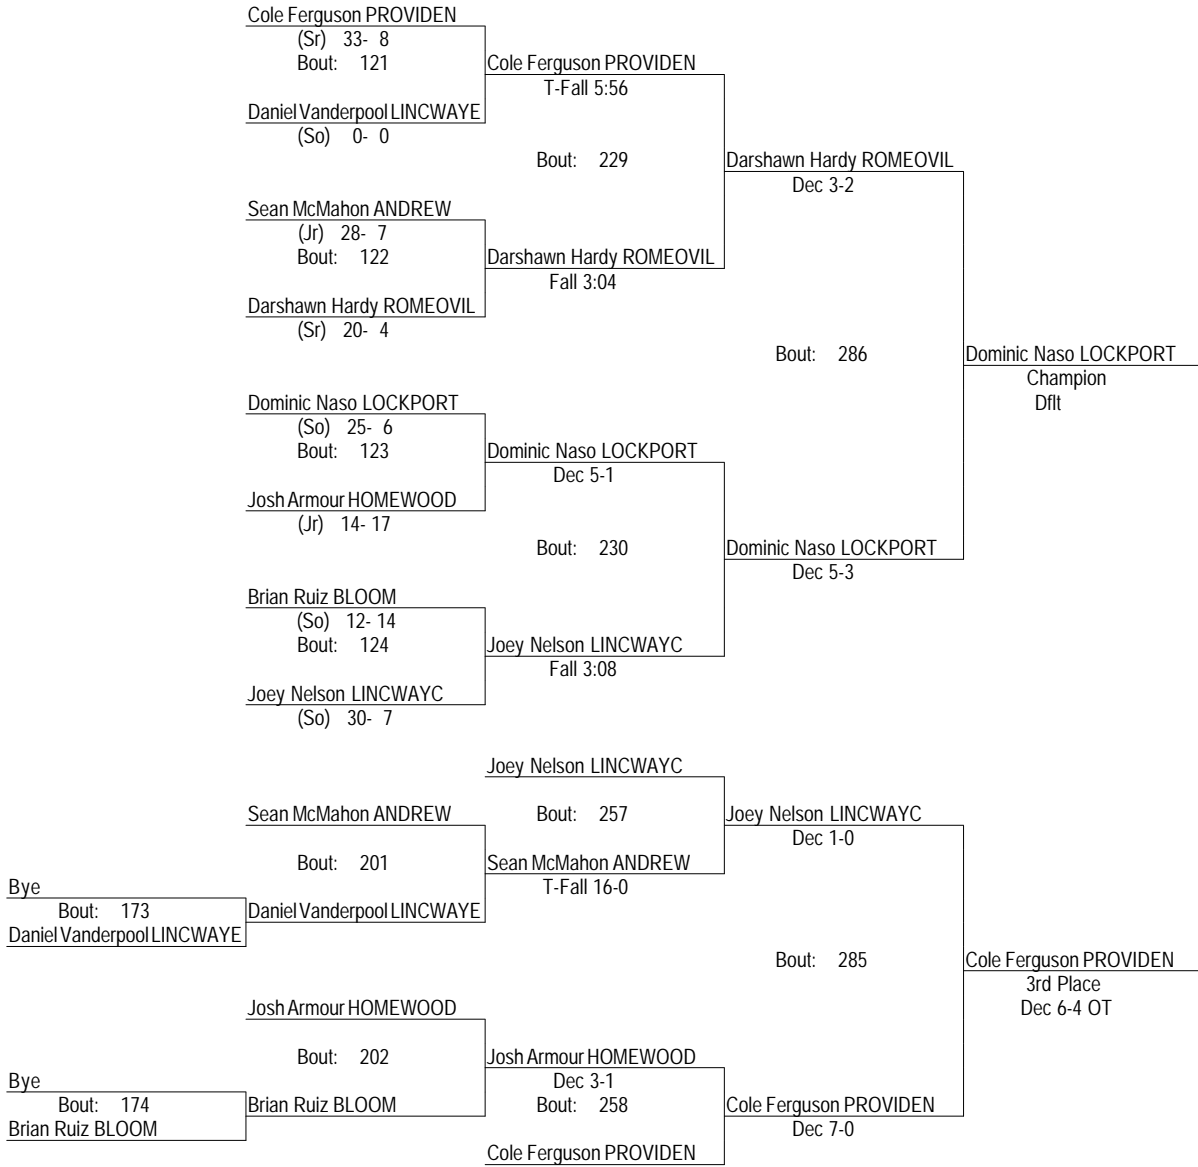 Cole Ferguson PROVIDEN
(Sr) 33- 8
Bout: 121
Cole Ferguson PROVIDEN
T-Fall 5:56
Daniel Vanderpool LINCWAYE
(So) 0- 0
Bout: 229
Darshawn Hardy ROMEOVIL
Dec 3-2
Sean McMahon ANDREW
(Jr) 28- 7
Bout: 122
Darshawn Hardy ROMEOVIL
Fall 3:04
Darshawn Hardy ROMEOVIL
(Sr) 20- 4
Bout: 286
Dominic Naso LOCKPORT
Champion
Dflt
Dominic Naso LOCKPORT
(So) 25- 6
Bout: 123
Dominic Naso LOCKPORT
Dec 5-1
Josh Armour HOMEWOOD
(Jr) 14- 17
Bout: 230
Dominic Naso LOCKPORT
Dec 5-3
Brian Ruiz BLOOM
(So) 12- 14
Bout: 124
Joey Nelson LINCWAYC
Fall 3:08
Joey Nelson LINCWAYC
(So) 30- 7
Joey Nelson LINCWAYC
Sean McMahon ANDREW
Bout: 257
Joey Nelson LINCWAYC
Dec 1-0
Bout: 201
Sean McMahon ANDREW
T-Fall 16-0
Bye
Bout: 173
Daniel Vanderpool LINCWAYE
Daniel Vanderpool LINCWAYE
Bout: 285
Cole Ferguson PROVIDEN
3rd Place
Dec 6-4 OT
Josh Armour HOMEWOOD
Bout: 202
Josh Armour HOMEWOOD
Dec 3-1
Bye
Bout: 174
Brian Ruiz BLOOM
Brian Ruiz BLOOM
Bout: 258
Cole Ferguson PROVIDEN
Dec 7-0
Cole Ferguson PROVIDEN